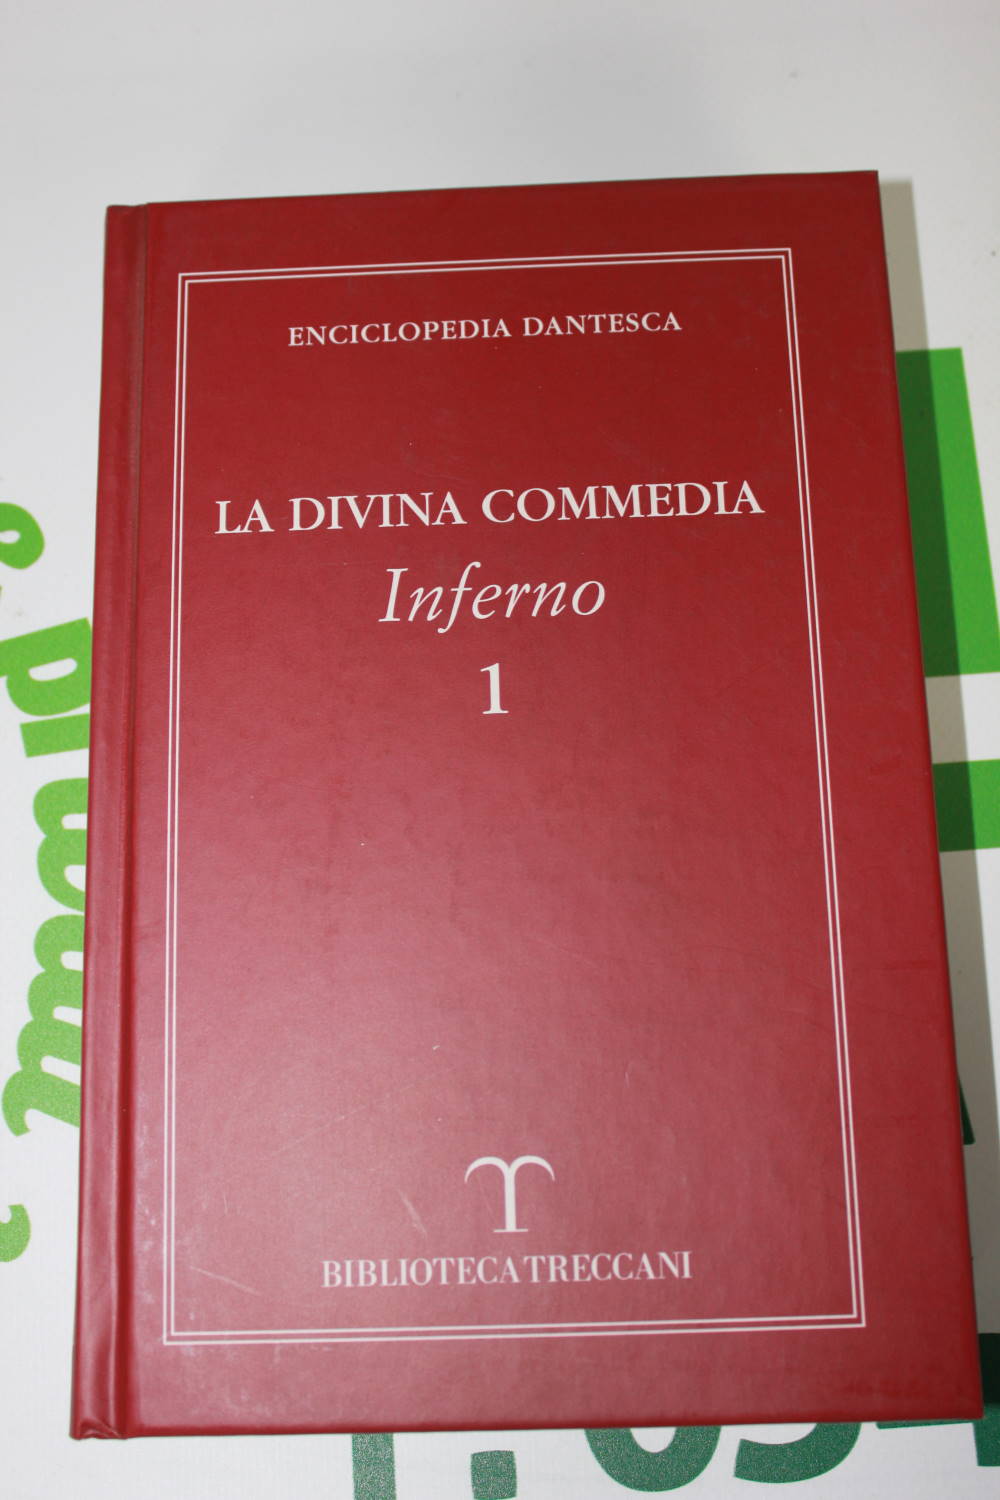 ENCICLOPEDIA DANTESCA
LA DIVINA COMMEDIA
Inferno
1
BIBLIOTECA TRECCANI